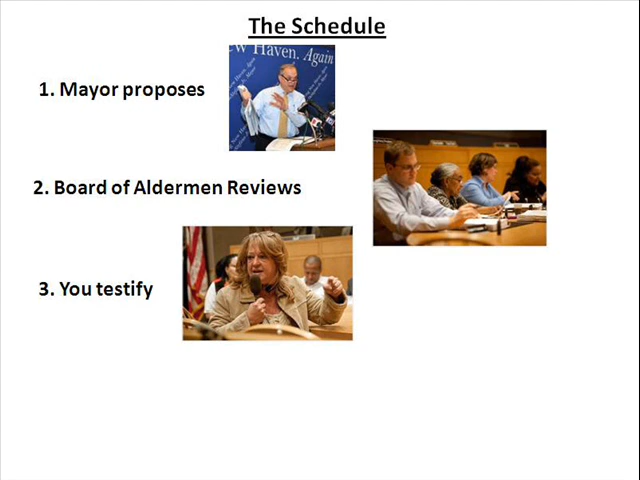 The Schedule
New Haven. Again
1. Mayor proposes
2. Board of Aldermen Reviews
3. You testify